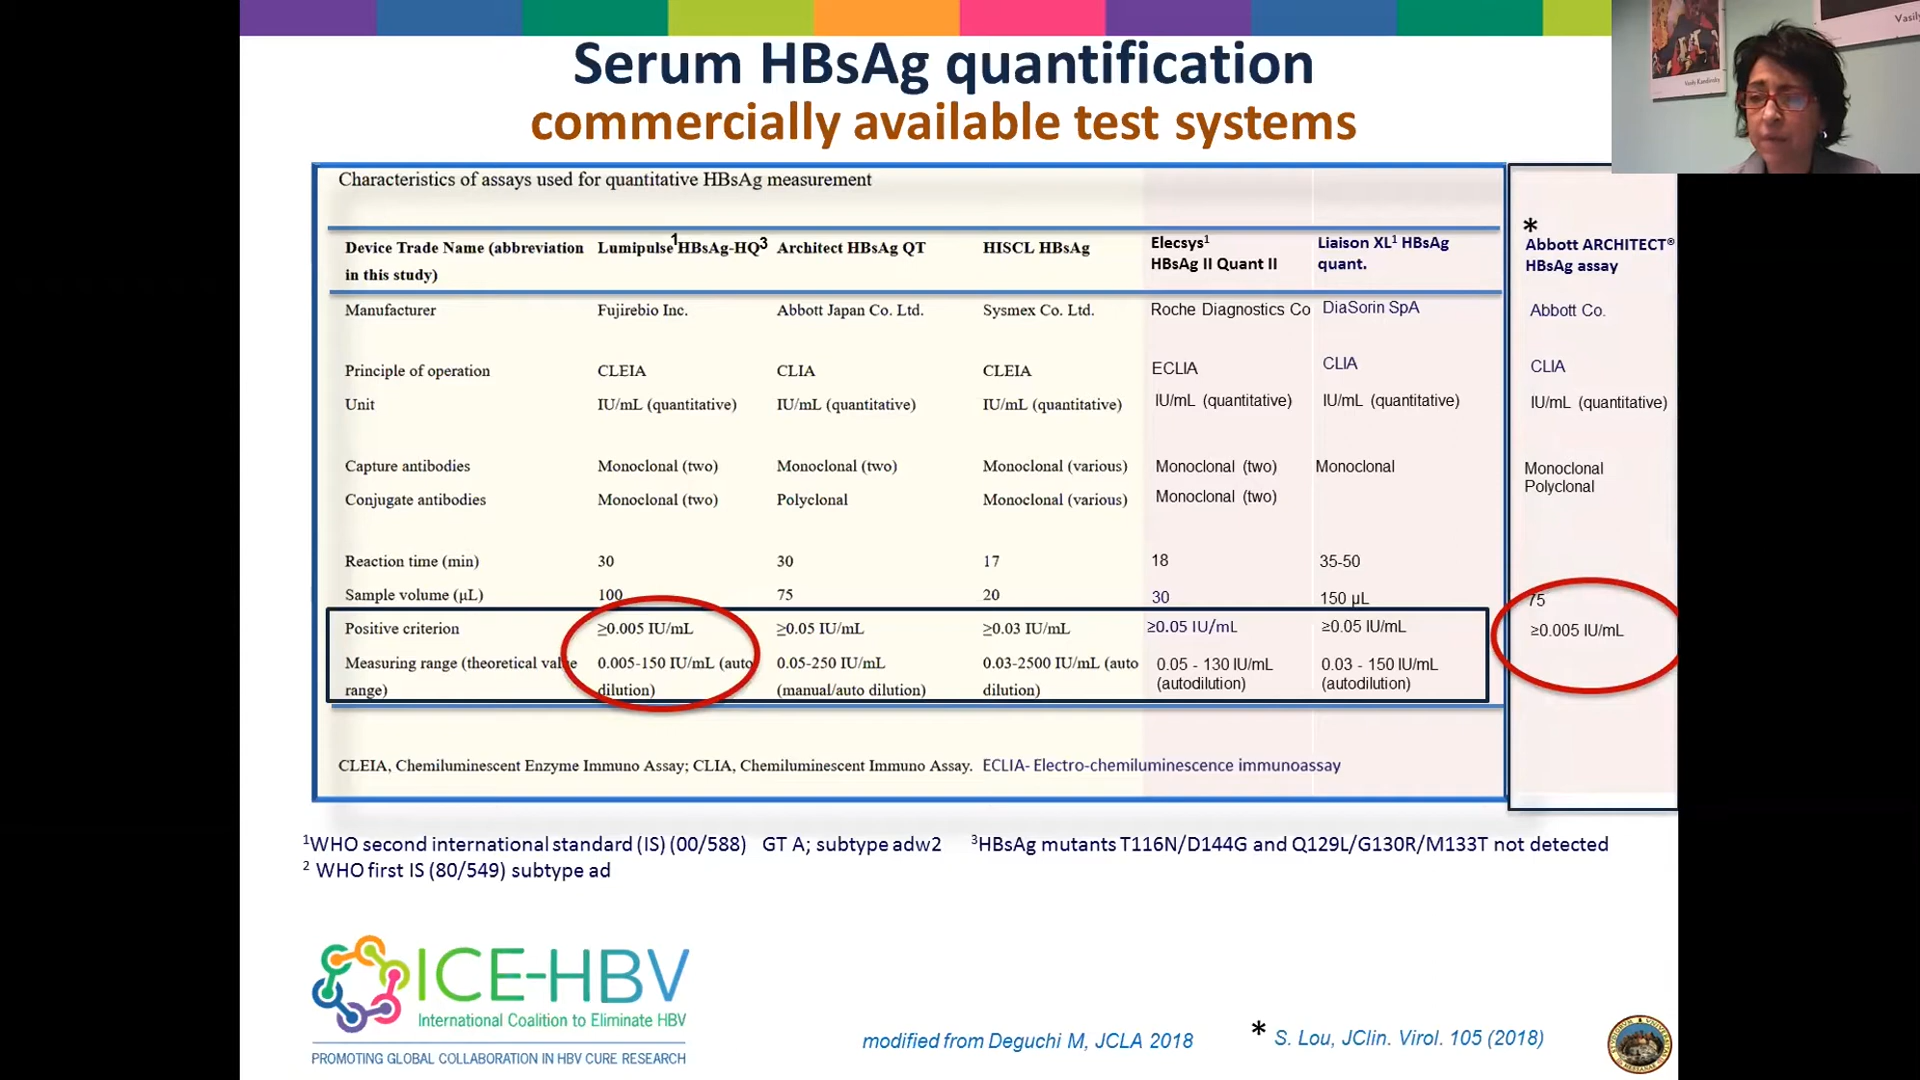 Serum HBsAg quantification
commercially available test systems
Vasily
Vasily Kandinsky
Characteristics of assays used for quantitative HBsAg measurement
*
Device Trade Name (abbreviation in this study) Lumipulse¹ HBsAg-HQ³ Architect HBsAg QT HISCL HBsAg Elecsys¹ HBsAg II Quant II Liaison XL¹ HBsAg quant. Abbott ARCHITECT® HBsAg assay
Manufacturer Fujirebio Inc. Abbott Japan Co. Ltd. Sysmex Co. Ltd. Roche Diagnostics Co DiaSorin SpA Abbott Co.
Principle of operation CLEIA CLIA CLEIA ECLIA CLIA CLIA
Unit IU/mL (quantitative) IU/mL (quantitative) IU/mL (quantitative) IU/mL (quantitative) IU/mL (quantitative) IU/mL (quantitative)
Capture antibodies Monoclonal (two) Monoclonal (two) Monoclonal (various) Monoclonal (two) Monoclonal Monoclonal
Conjugate antibodies Monoclonal (two) Polyclonal Monoclonal (various) Monoclonal (two) Polyclonal
Reaction time (min) 30 30 17 18 35-50
Sample volume (µL) 100 75 20 30 150 µL 75
Positive criterion ≥0.005 IU/mL ≥0.05 IU/mL ≥0.03 IU/mL ≥0.05 IU/mL ≥0.05 IU/mL ≥0.005 IU/mL
Measuring range (theoretical value range) 0.005-150 IU/mL (auto dilution) 0.05-250 IU/mL (manual/auto dilution) 0.03-2500 IU/mL (auto dilution) 0.05 - 130 IU/mL (autodilution) 0.03 - 150 IU/mL (autodilution)
CLEIA, Chemiluminescent Enzyme Immuno Assay; CLIA, Chemiluminescent Immuno Assay. ECLIA- Electro-chemiluminescence immunoassay
¹WHO second international standard (IS) (00/588) GT A; subtype adw2 ³HBsAg mutants T116N/D144G and Q129L/G130R/M133T not detected
² WHO first IS (80/549) subtype ad
ICE-HBV
International Coalition to Eliminate HBV
PROMOTING GLOBAL COLLABORATION IN HBV CURE RESEARCH
modified from Deguchi M, JCLA 2018
* S. Lou, JClin. Virol. 105 (2018)